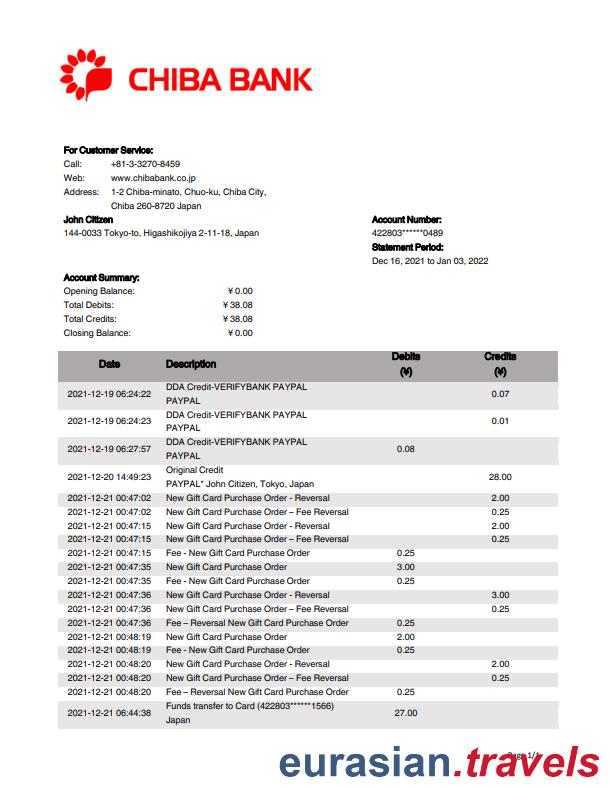 CHIBA BANK
For Customer Service:
Call: +81-3-3270-8459
Web: www.chibabank.co.jp
Address: 1-2 Chiba-minato, Chuo-ku, Chiba City,
Chiba 260-8720 Japan
John Citizen Account Number:
144-0033 Tokyo-to, Higashikojiya 2-11-18, Japan 422803******0489
Statement Period:
Dec 16, 2021 to Jan 03, 2022
Account Summary:
Opening Balance: ¥ 0.00
Total Debits: ¥ 38.08
Total Credits: ¥ 38.08
Closing Balance: ¥ 0.00
Date Description Debits (¥) Credits (¥)
2021-12-19 06:24:22 DDA Credit-VERIFYBANK PAYPAL 0.07
PAYPAL
2021-12-19 06:24:23 DDA Credit-VERIFYBANK PAYPAL 0.01
PAYPAL
2021-12-19 06:27:57 DDA Credit-VERIFYBANK PAYPAL 0.08
PAYPAL
2021-12-20 14:49:23 Original Credit 28.00
PAYPAL* John Citizen, Tokyo, Japan
2021-12-21 00:47:02 New Gift Card Purchase Order - Reversal 2.00
2021-12-21 00:47:02 New Gift Card Purchase Order – Fee Reversal 0.25
2021-12-21 00:47:15 New Gift Card Purchase Order - Reversal 2.00
2021-12-21 00:47:15 New Gift Card Purchase Order – Fee Reversal 0.25
2021-12-21 00:47:15 Fee - New Gift Card Purchase Order 0.25
2021-12-21 00:47:35 New Gift Card Purchase Order 3.00
2021-12-21 00:47:35 Fee - New Gift Card Purchase Order 0.25
2021-12-21 00:47:36 New Gift Card Purchase Order - Reversal 3.00
2021-12-21 00:47:36 New Gift Card Purchase Order – Fee Reversal 0.25
2021-12-21 00:47:36 Fee – Reversal New Gift Card Purchase Order 0.25
2021-12-21 00:48:19 New Gift Card Purchase Order 2.00
2021-12-21 00:48:19 Fee - New Gift Card Purchase Order 0.25
2021-12-21 00:48:20 New Gift Card Purchase Order - Reversal 2.00
2021-12-21 00:48:20 New Gift Card Purchase Order – Fee Reversal 0.25
2021-12-21 00:48:20 Fee – Reversal New Gift Card Purchase Order 0.25
2021-12-21 06:44:38 Funds transfer to Card (422803******1566) 27.00
Japan
Page 1/1
eurasian.travels